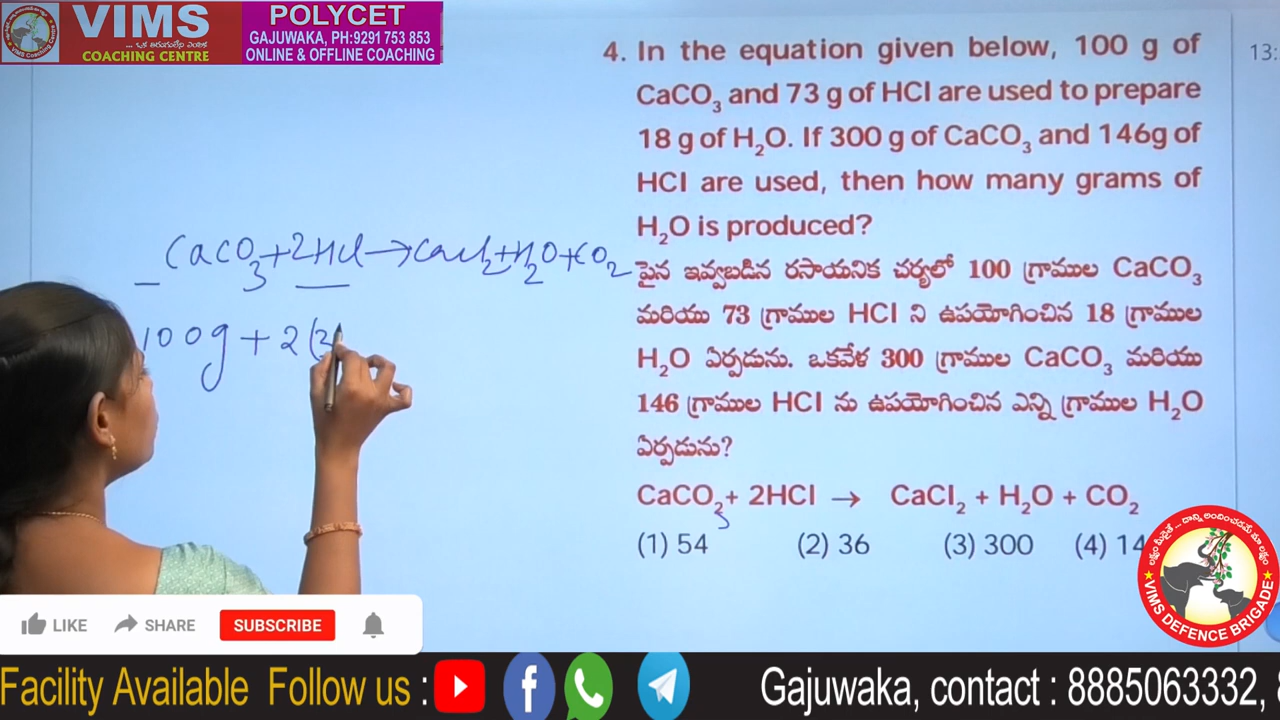 VIMS
... ఒక తిరుగులేని ఎంపిక
COACHING CENTRE
POLYCET
GAJUWAKA, PH:9291 753 853
ONLINE & OFFLINE COACHING
4. In the equation given below, 100 g of
CaCO₃ and 73 g of HCl are used to prepare
18 g of H₂O. If 300 g of CaCO₃ and 146g of
HCl are used, then how many grams of
H₂O is produced?
పైన ఇవ్వబడిన రసాయనిక చర్యలో 100 గ్రాముల CaCO₃
మరియు 73 గ్రాముల HCl ని ఉపయోగించిన 18 గ్రాముల
H₂O ఏర్పడును. ఒకవేళ 300 గ్రాముల CaCO₃ మరియు
146 గ్రాముల HCl ను ఉపయోగించిన ఎన్ని గ్రాముల H₂O
ఏర్పడును?
CaCO₂ + 2HCl → CaCl₂ + H₂O + CO₂
3
(1) 54 (2) 36 (3) 300 (4) 14
13:
CaCO₃+2HCl→CaCl₂+H₂O+CO₂
100g + 2(3
VIMS DEFENCE BRIGADE
LIKE SHARE SUBSCRIBE
Facility Available Follow us : Gajuwaka, contact : 8885063332,